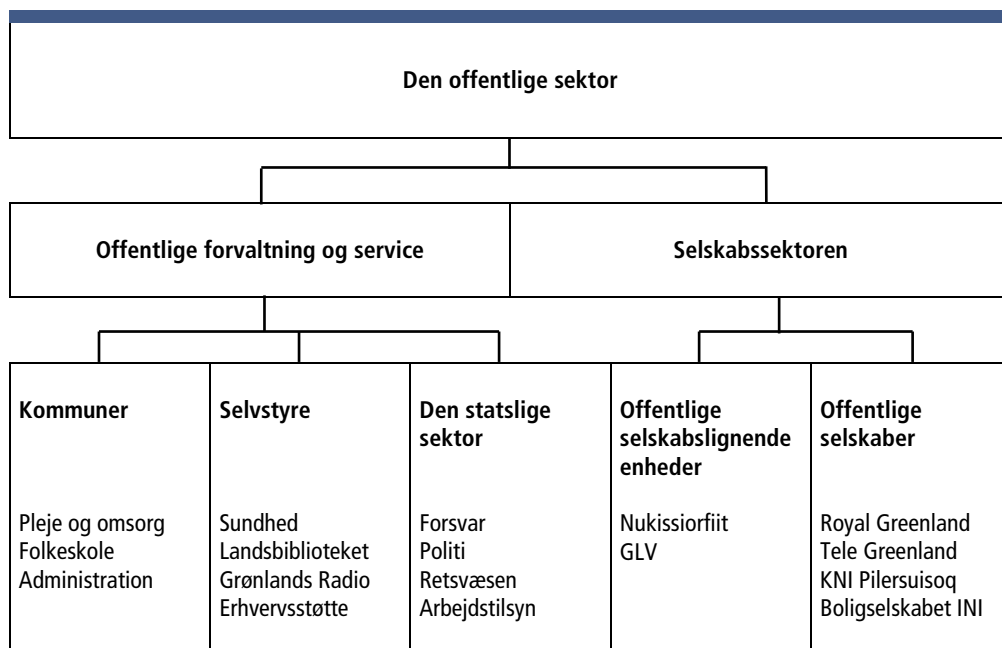 Den offentlige sektor
Offentlige forvaltning og service
Selskabssektoren
Kommuner
Pleje og omsorg
Folkeskole
Administration
Selvstyre
Sundhed
Landsbiblioteket
Grønlands Radio
Erhvervsstøtte
Den statslige
sektor
Forsvar
Politi
Retsvæsen
Arbejdstilsyn
Offentlige
selskabslignende
enheder
Nukissiorfiit
GLV
Offentlige
selskaber
Royal Greenland
Tele Greenland
KNI Pilersuisoq
Boligselskabet INI